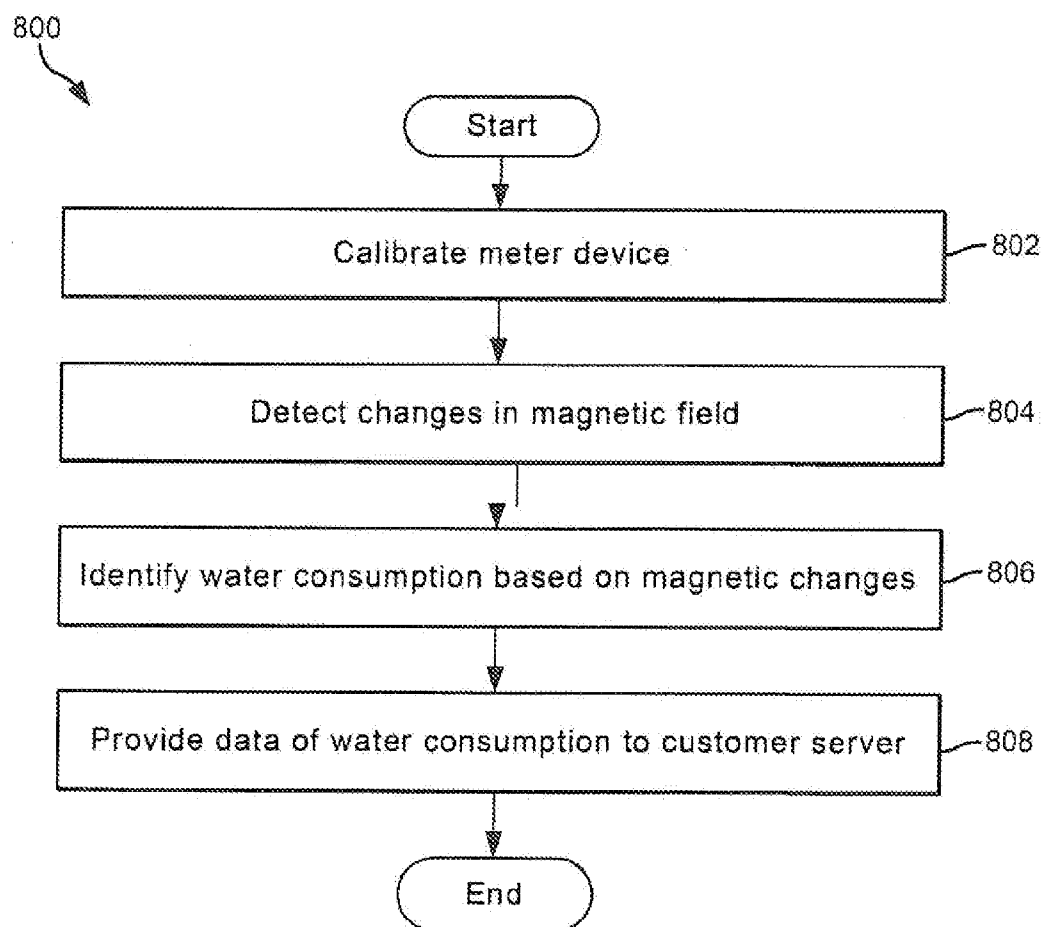 800
Start
Calibrate meter device
802
Detect changes in magnetic field
804
Identify water consumption based on magnetic changes
806
Provide data of water consumption to customer server
808
End